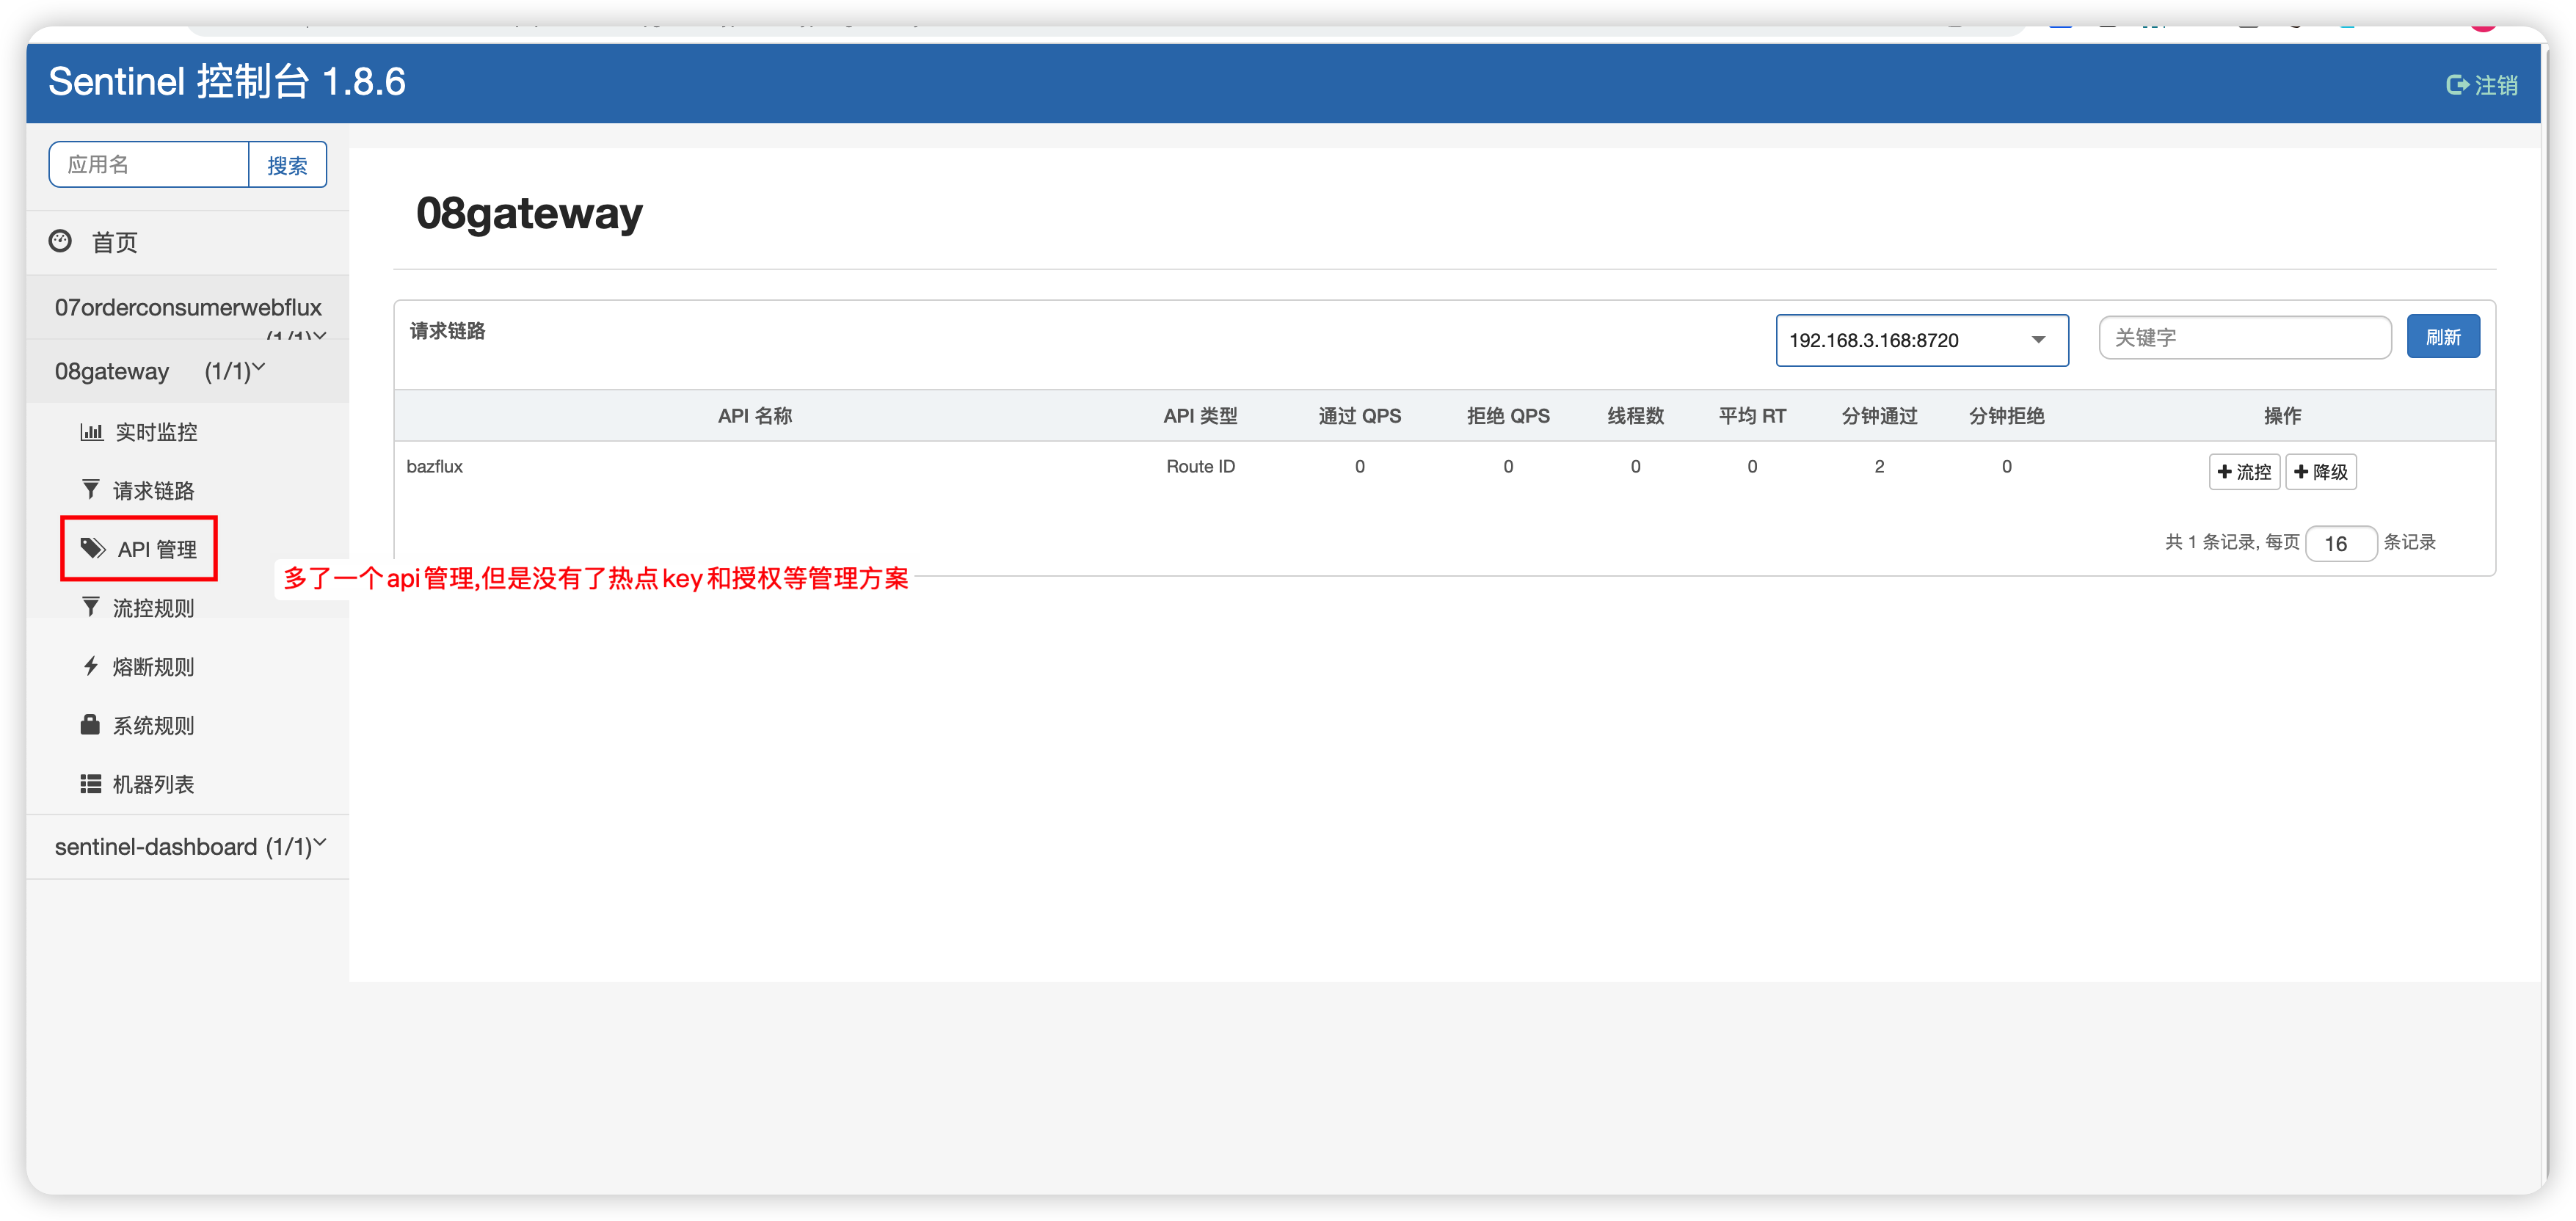 Sentinel 控制台 1.8.6
注销
应用名
搜索
首页
07orderconsumerwebflux
(1/1)
08gateway (1/1)
实时监控
请求链路
API 管理
流控规则
熔断规则
系统规则
机器列表
sentinel-dashboard (1/1)
08gateway
请求链路
192.168.3.168:8720
关键字
刷新
API 名称 API 类型 通过 QPS 拒绝 QPS 线程数 平均 RT 分钟通过 分钟拒绝 操作
bazflux Route ID 0 0 0 0 2 0 流控 降级
共 1 条记录, 每页 16 条记录
多了一个api管理,但是没有了热点key和授权等管理方案